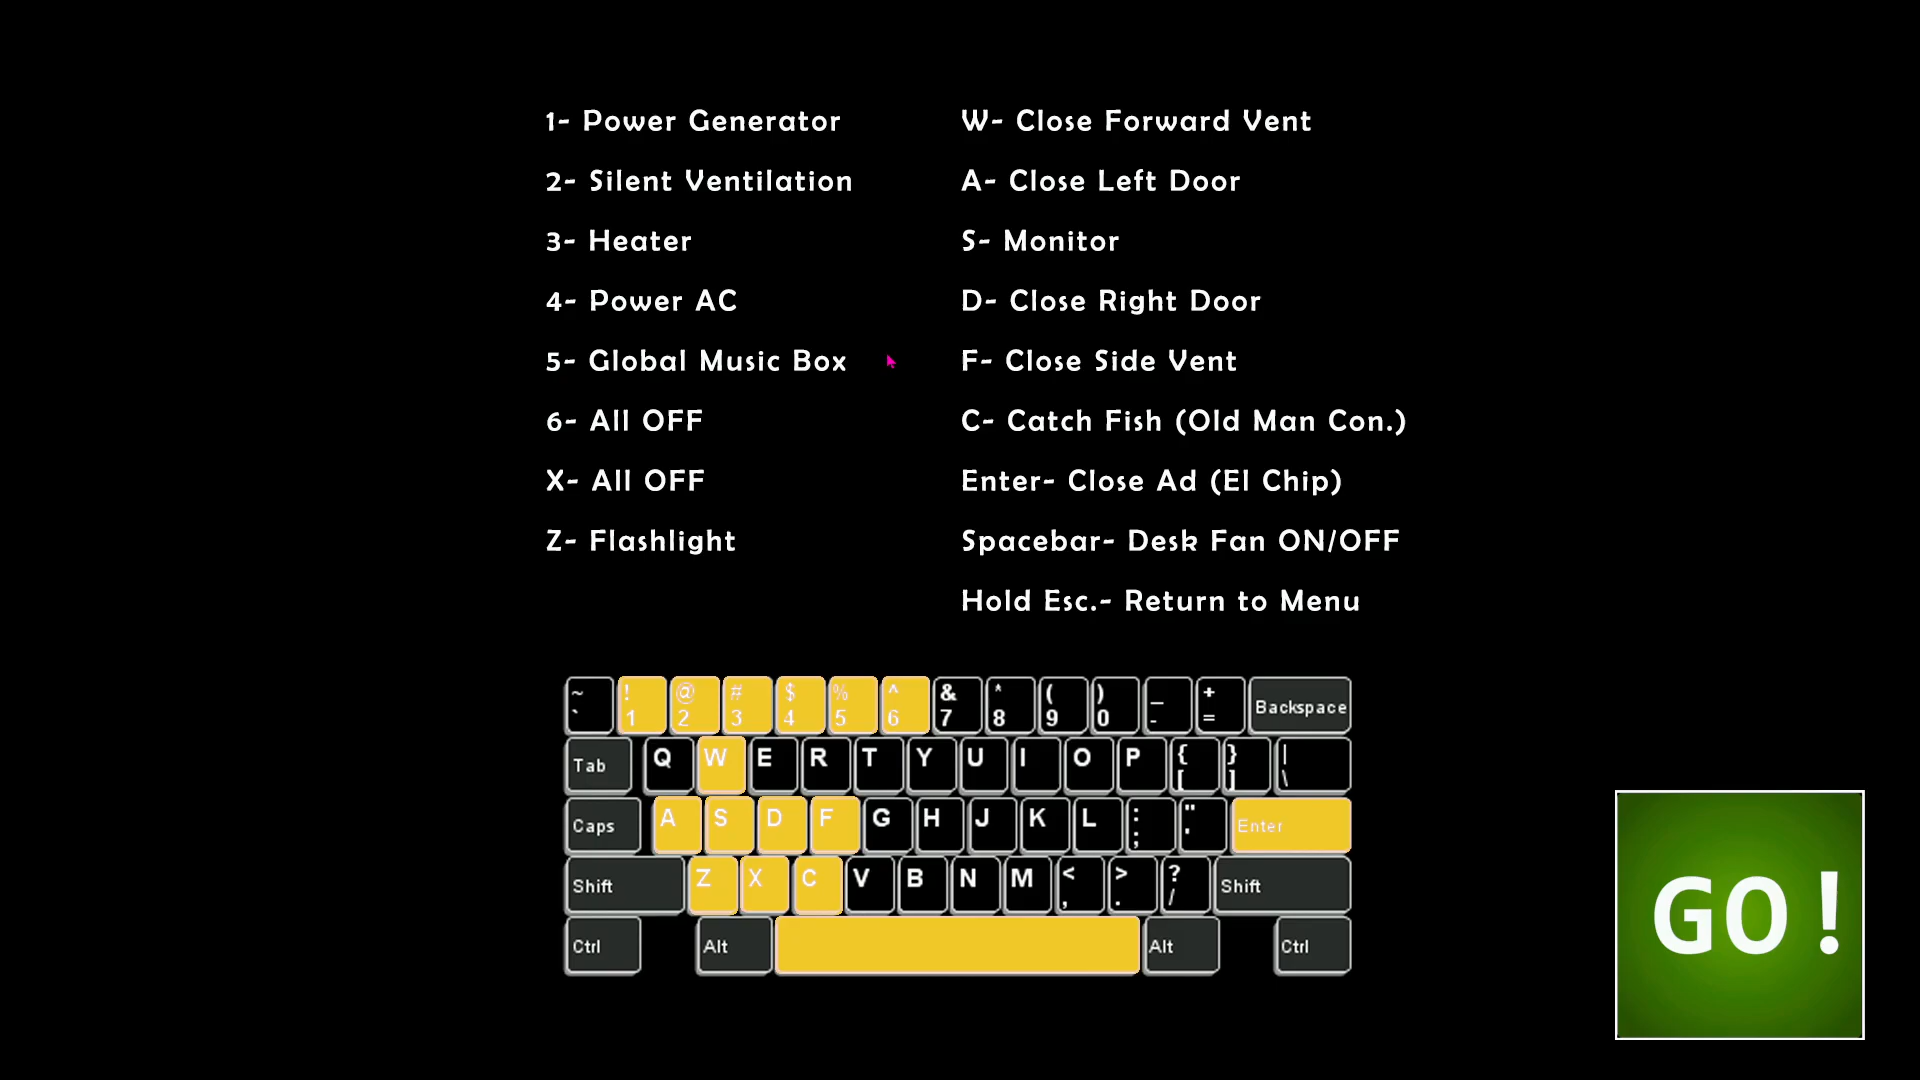 1- Power Generator
2- Silent Ventilation
3- Heater
4- Power AC
5- Global Music Box
6- All OFF
X- All OFF
Z- Flashlight
W- Close Forward Vent
A- Close Left Door
S- Monitor
D- Close Right Door
F- Close Side Vent
C- Catch Fish (Old Man Con.)
Enter- Close Ad (El Chip)
Spacebar- Desk Fan ON/OFF
Hold Esc.- Return to Menu
~ ! @ # $ % ^ & * ( ) _ +
` 1 2 3 4 5 6 7 8 9 0 - = Backspace
Tab Q W E R T Y U I O P { [ } ] | \
Caps A S D F G H J K L : ; " ' Enter
Shift Z X C V B N M < , > . ? / Shift
Ctrl Alt Alt Ctrl
GO!